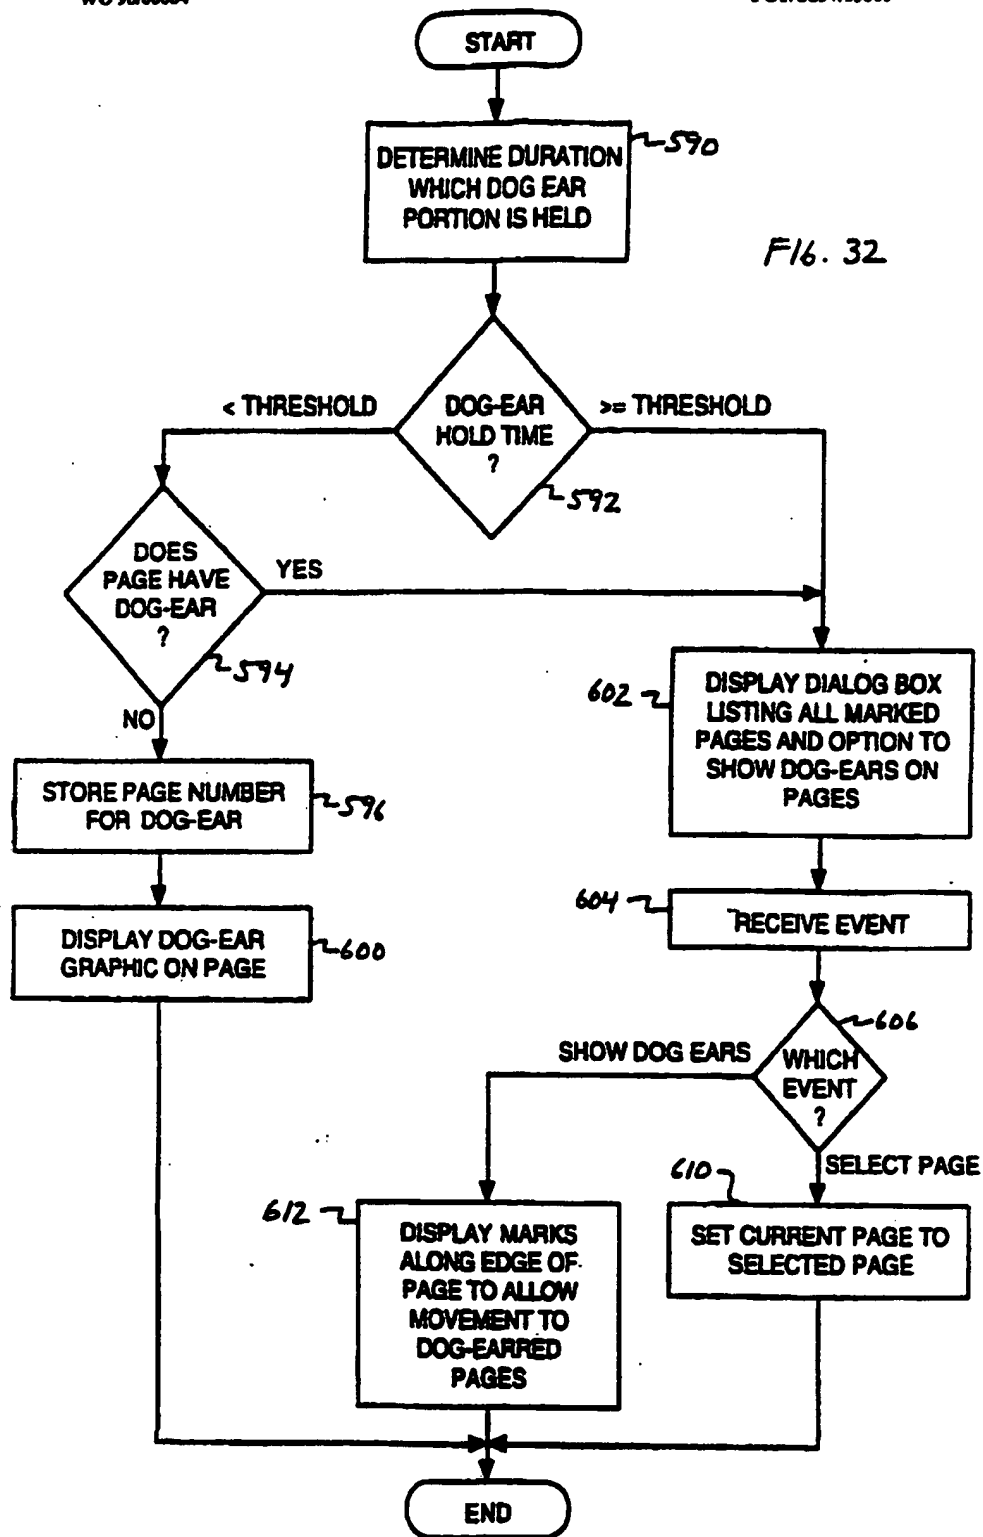 START
DETERMINE DURATION
WHICH DOG EAR
PORTION IS HELD
590
FIG. 32
< THRESHOLD
DOG-EAR
HOLD TIME
?
>= THRESHOLD
592
DOES
PAGE HAVE
DOG-EAR
?
YES
594
NO
602
DISPLAY DIALOG BOX
LISTING ALL MARKED
PAGES AND OPTION TO
SHOW DOG-EARS ON
PAGES
STORE PAGE NUMBER
FOR DOG-EAR
596
604
RECEIVE EVENT
DISPLAY DOG-EAR
GRAPHIC ON PAGE
600
606
SHOW DOG EARS
WHICH
EVENT
?
SELECT PAGE
610
612
DISPLAY MARKS
ALONG EDGE OF
PAGE TO ALLOW
MOVEMENT TO
DOG-EARRED
PAGES
SET CURRENT PAGE TO
SELECTED PAGE
END